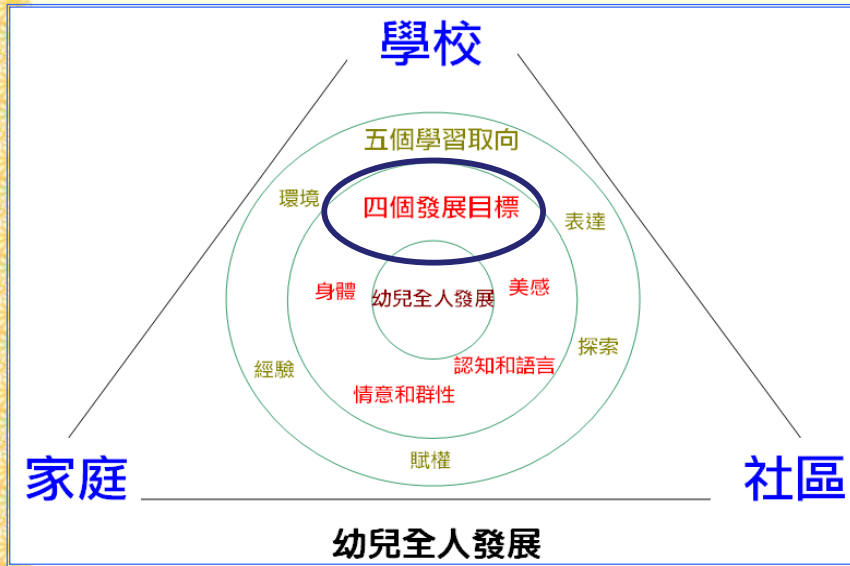 學校
五個學習取向
環境
四個發展目標
表達
身體
幼兒全人發展
美感
經驗
探索
認知和語言
情意和群性
賦權
家庭
社區
幼兒全人發展